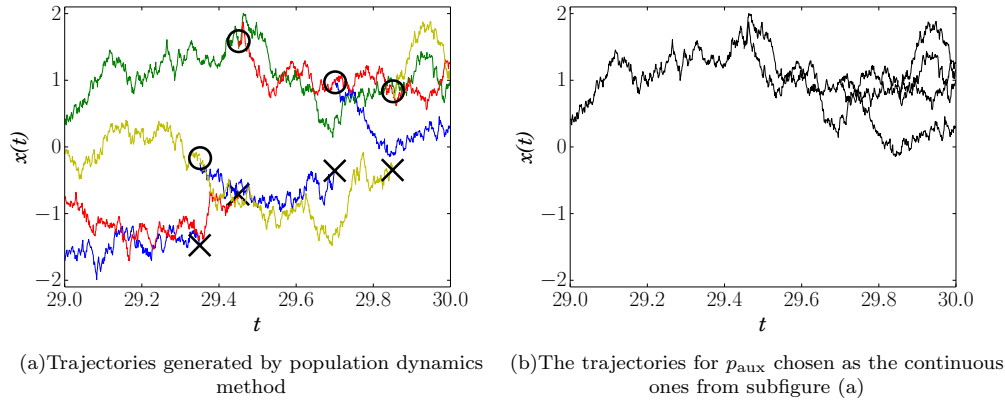 2
1
0
−1
−2
x(t)
29.0 29.2 29.4 29.6 29.8 30.0
t
2
1
0
−1
−2
x(t)
29.0 29.2 29.4 29.6 29.8 30.0
t
(a)Trajectories generated by population dynamics
method
(b)The trajectories for p_aux chosen as the continuous
ones from subfigure (a)